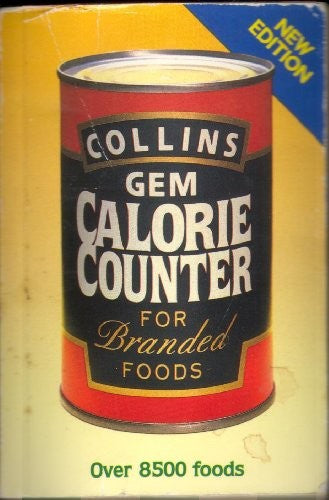 NEW
EDITION
COLLINS
GEM
CALORIE
COUNTER
FOR
Branded
FOODS
Over 8500 foods